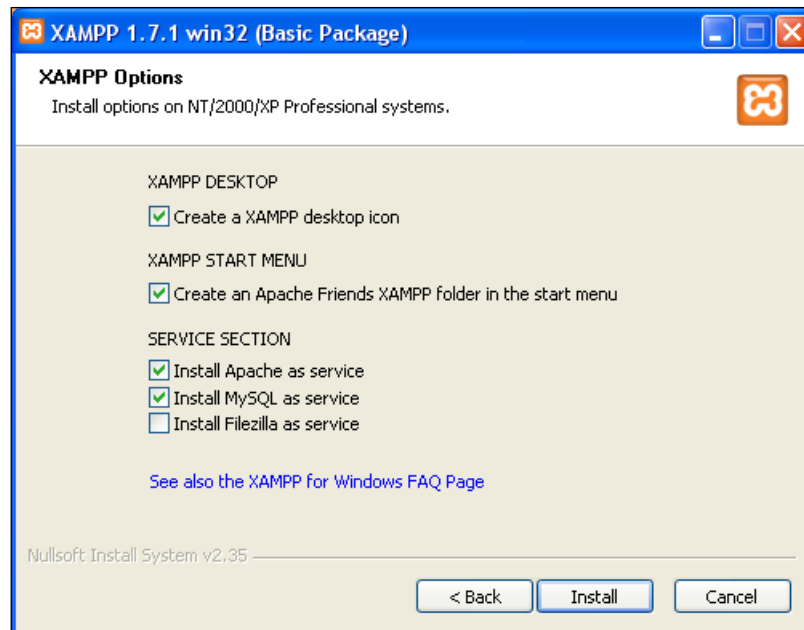 XAMPP 1.7.1 win32 (Basic Package)
XAMPP Options
Install options on NT/2000/XP Professional systems.
XAMPP DESKTOP
Create a XAMPP desktop icon
XAMPP START MENU
Create an Apache Friends XAMPP folder in the start menu
SERVICE SECTION
Install Apache as service
Install MySQL as service
Install Filezilla as service
See also the XAMPP for Windows FAQ Page
Nullsoft Install System v2.35
< Back Install Cancel